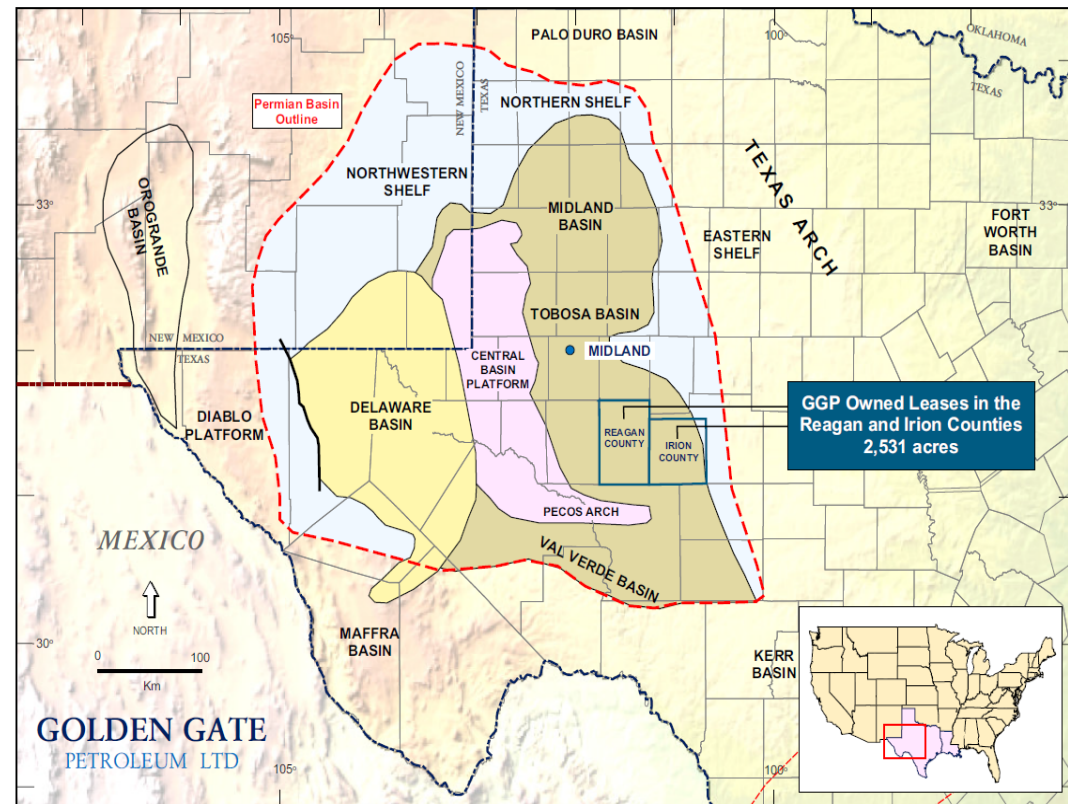 105°
PALO DURO BASIN
100°
OKLAHOMA
TEXAS
Permian Basin
Outline
NEW MEXICO
TEXAS
NORTHERN SHELF
NORTHWESTERN
SHELF
TEXAS ARCH
33°
OROGRANDE
BASIN
MIDLAND
BASIN
33°
FORT
WORTH
BASIN
EASTERN
SHELF
TOBOSA BASIN
NEW MEXICO
TEXAS
MIDLAND
CENTRAL
BASIN
PLATFORM
DIABLO
PLATFORM
DELAWARE
BASIN
GGP Owned Leases in the
Reagan and Irion Counties
2,531 acres
REAGAN
COUNTY
IRION
COUNTY
PECOS ARCH
MEXICO
VAL VERDE BASIN
NORTH
MAFFRA
BASIN
30°
0 100
Km
KERR
BASIN
GOLDEN GATE
PETROLEUM LTD
105°
100°